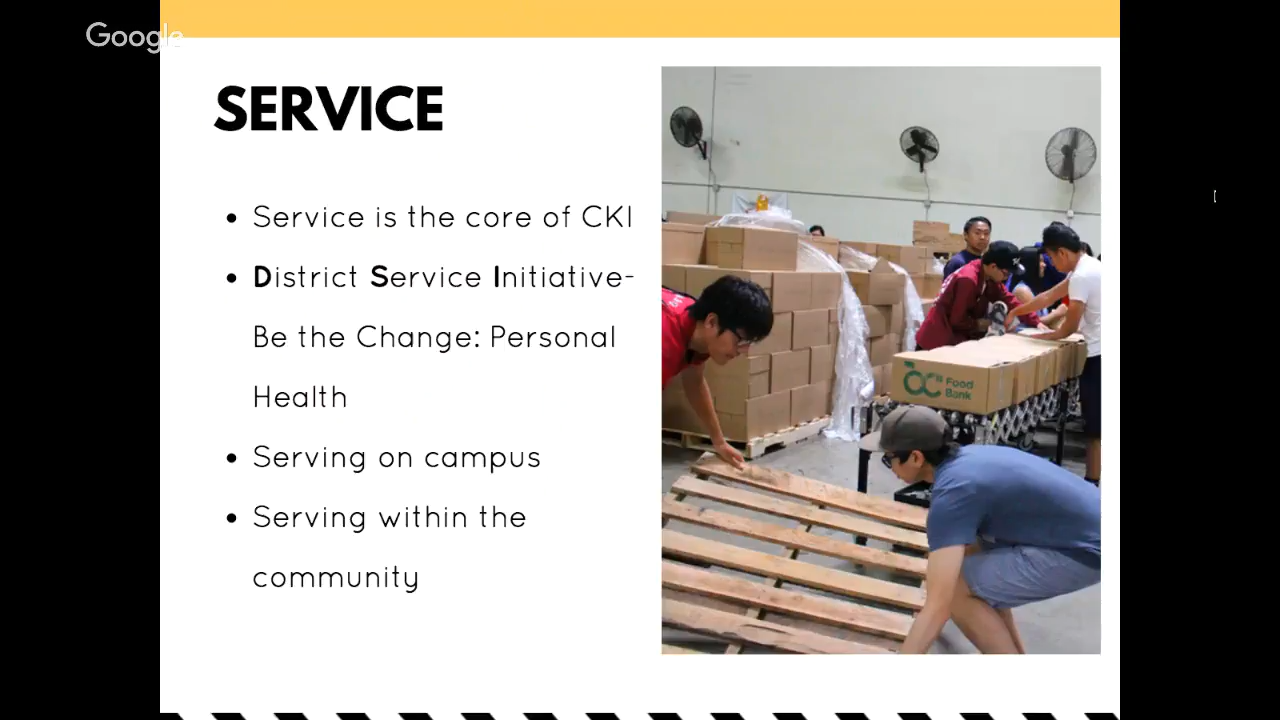 Google
SERVICE
• Service is the core of CKI
• District Service Initiative-
Be the Change: Personal
Health
• Serving on campus
• Serving within the
community
OC
Food
Bank